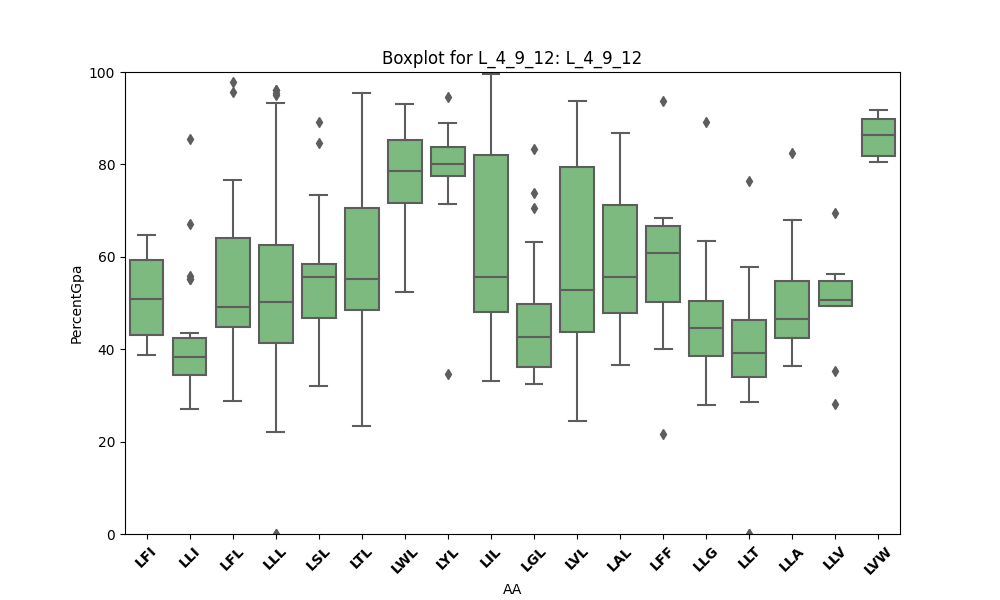 Boxplot for L_4_9_12: L_4_9_12
100
80
60
40
20
0
PercentGpa
LFI LLI LFL LLL LSL LTL LWL LYL LIL LGL LVL LAL LFF LLG LLT LLA LLV LVW
AA